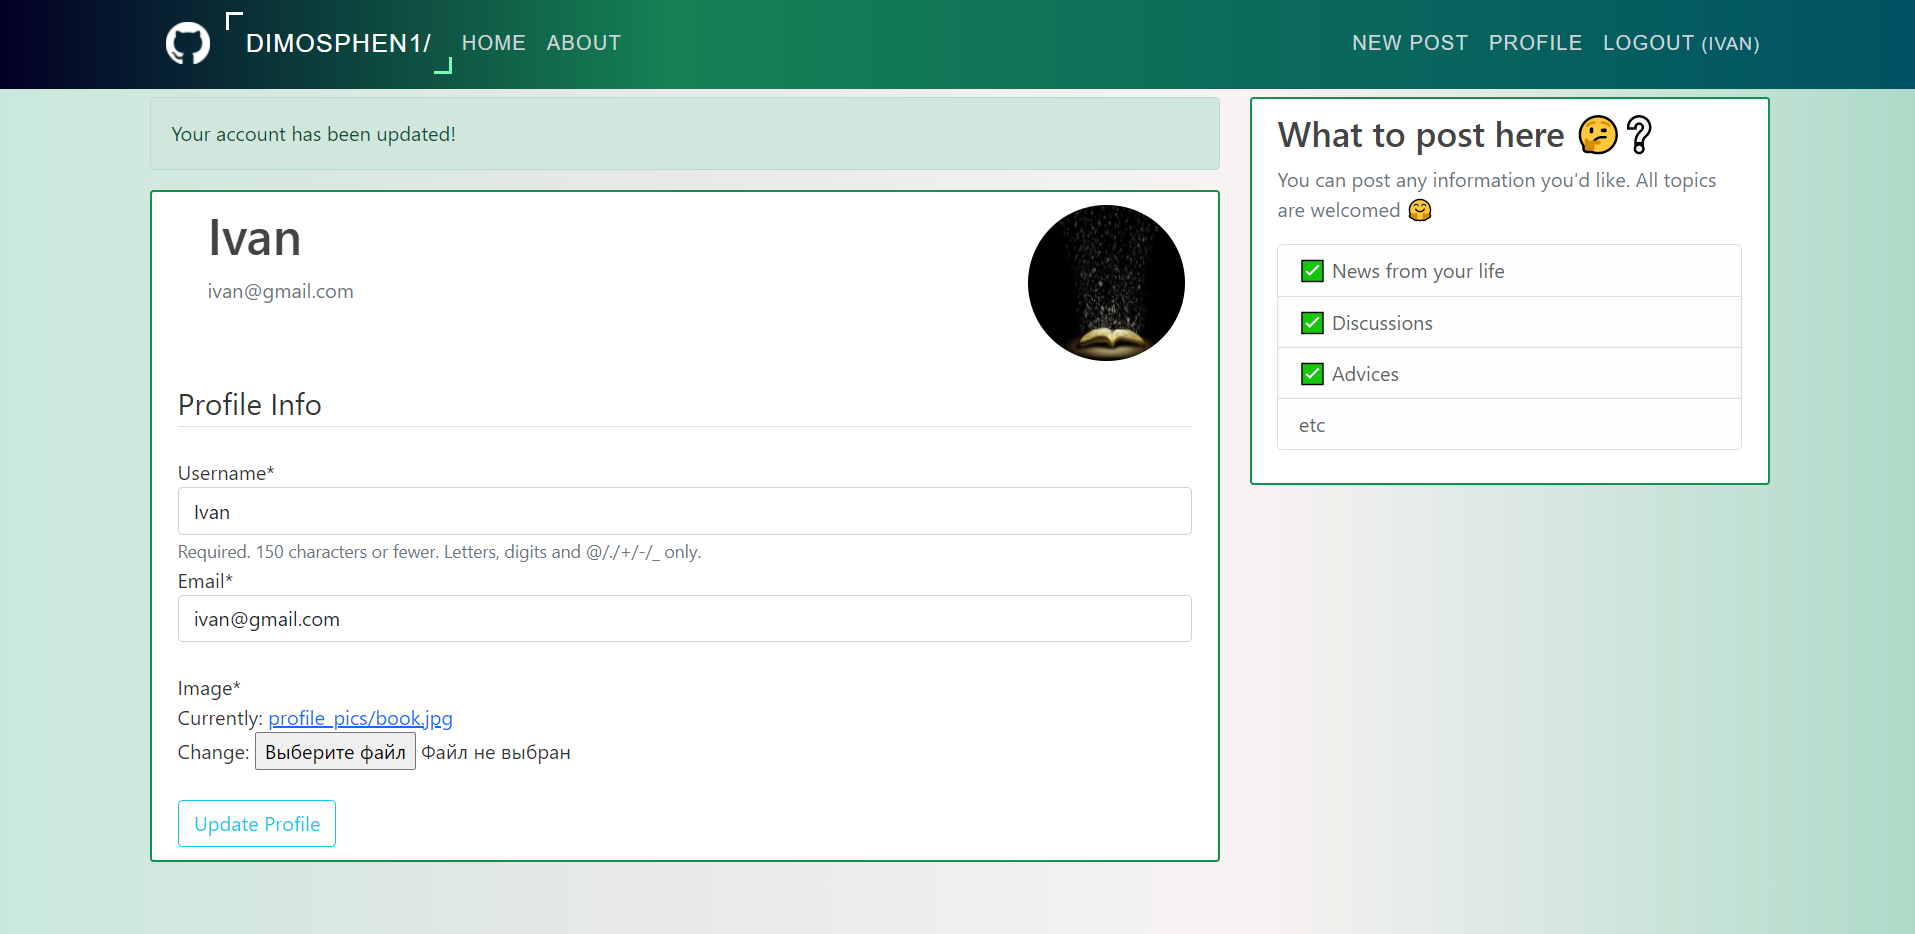 DIMOSPHEN1/ HOME ABOUT NEW POST PROFILE LOGOUT (IVAN)
Your account has been updated!
Ivan
ivan@gmail.com
Profile Info
Username*
Ivan
Required. 150 characters or fewer. Letters, digits and @/./+/-/_ only.
Email*
ivan@gmail.com
Image*
Currently: profile_pics/book.jpg
Change: Выберите файл Файл не выбран
Update Profile
What to post here 🤔❔
You can post any information you'd like. All topics
are welcomed 🤗
✅ News from your life
✅ Discussions
✅ Advices
etc